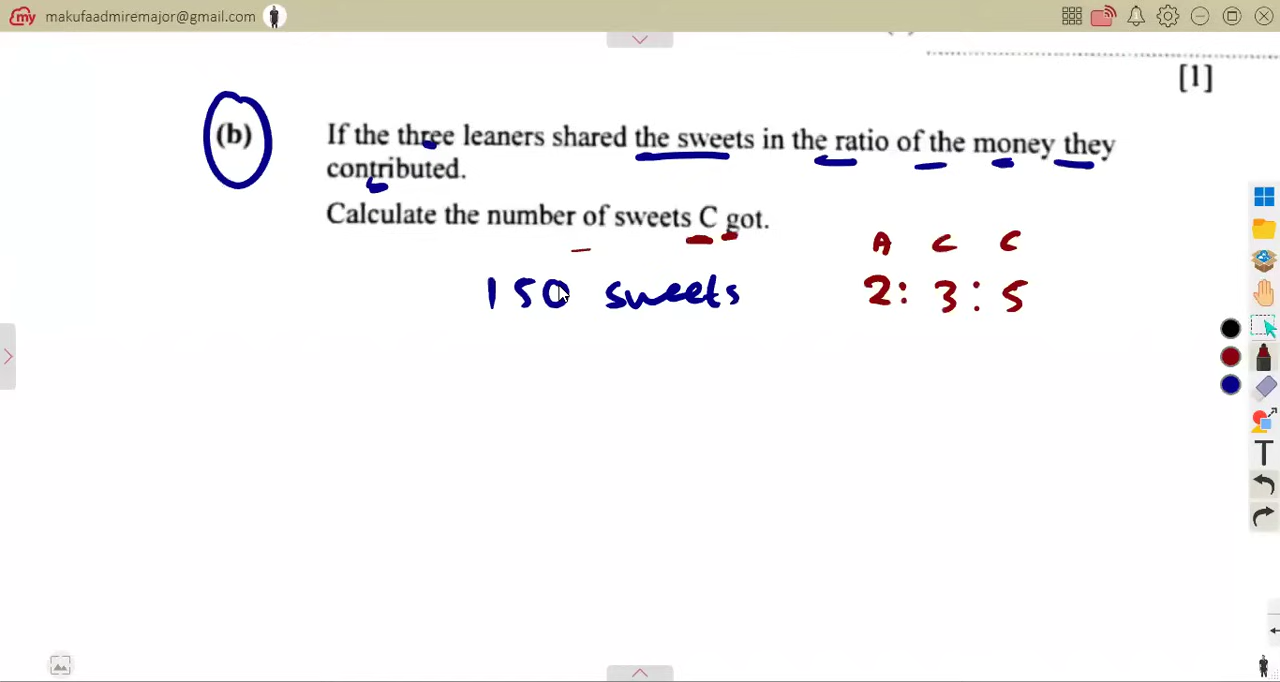 my makufaadmiremajor@gmail.com
[1]
(b) If the three leaners shared the sweets in the ratio of the money they
contributed.
Calculate the number of sweets C got.
A C C
150 sweets 2: 3: 5
T